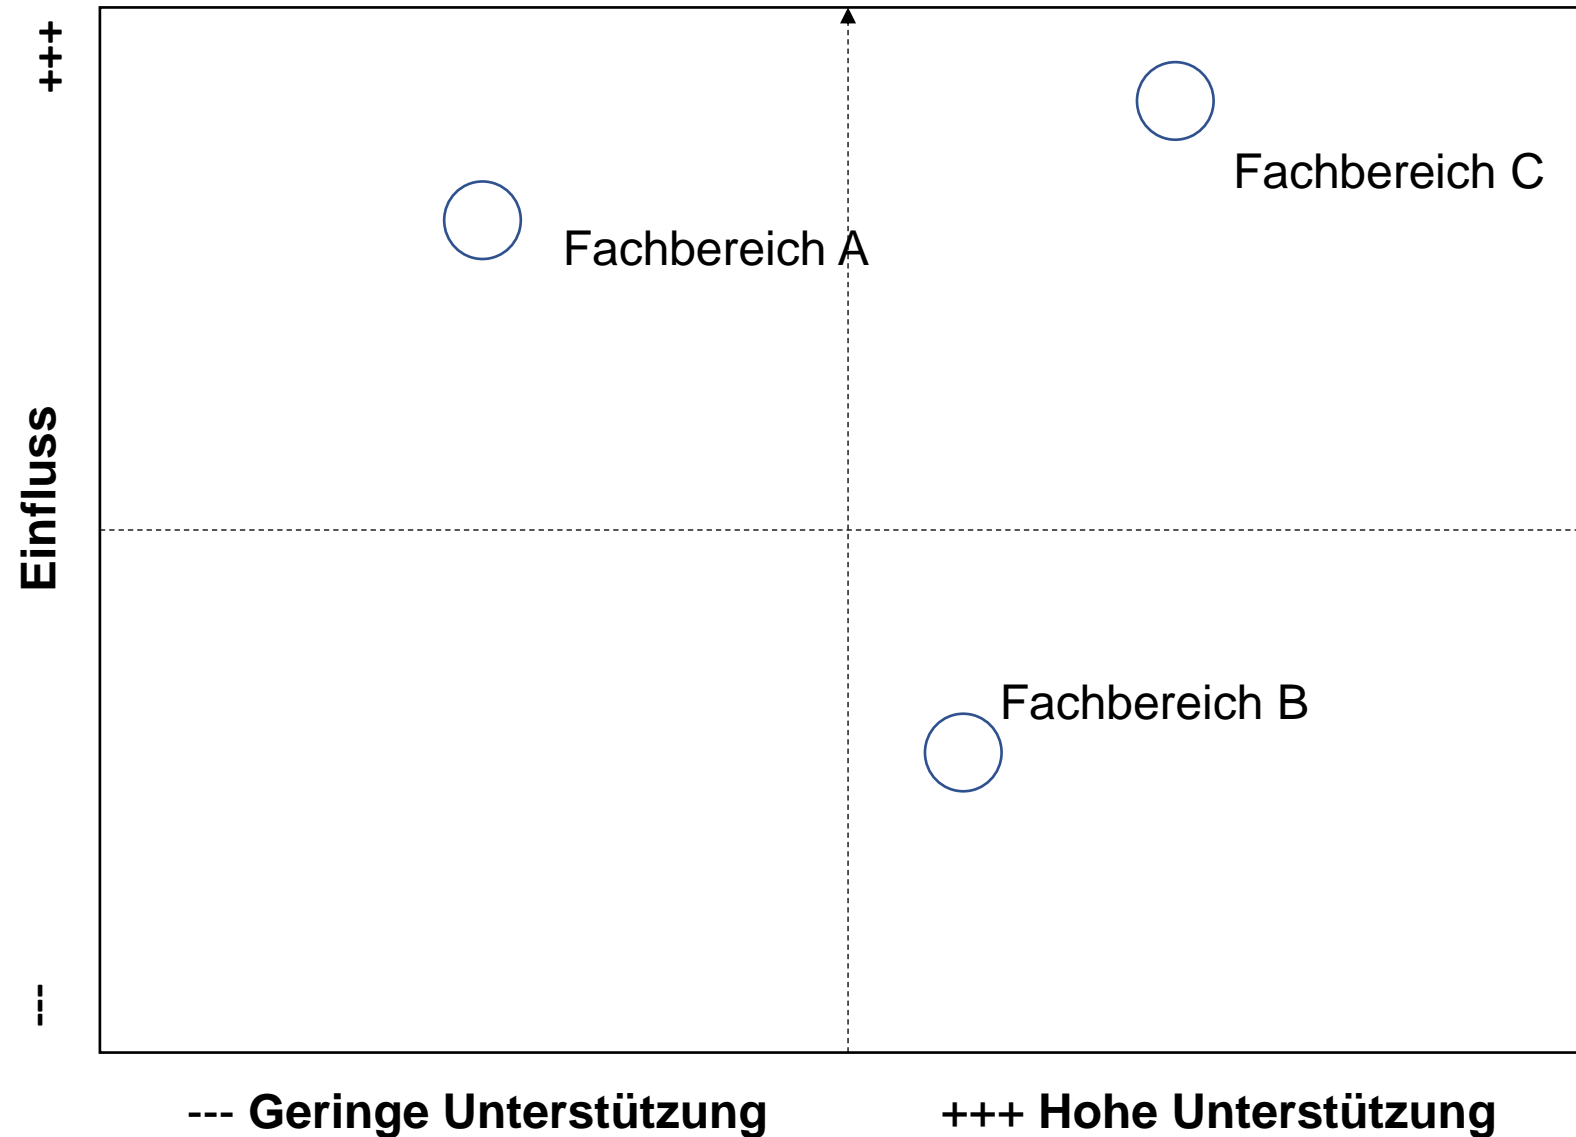 +++
Fachbereich C
Fachbereich A
Einfluss
Fachbereich B
---
--- Geringe Unterstützung
+++ Hohe Unterstützung